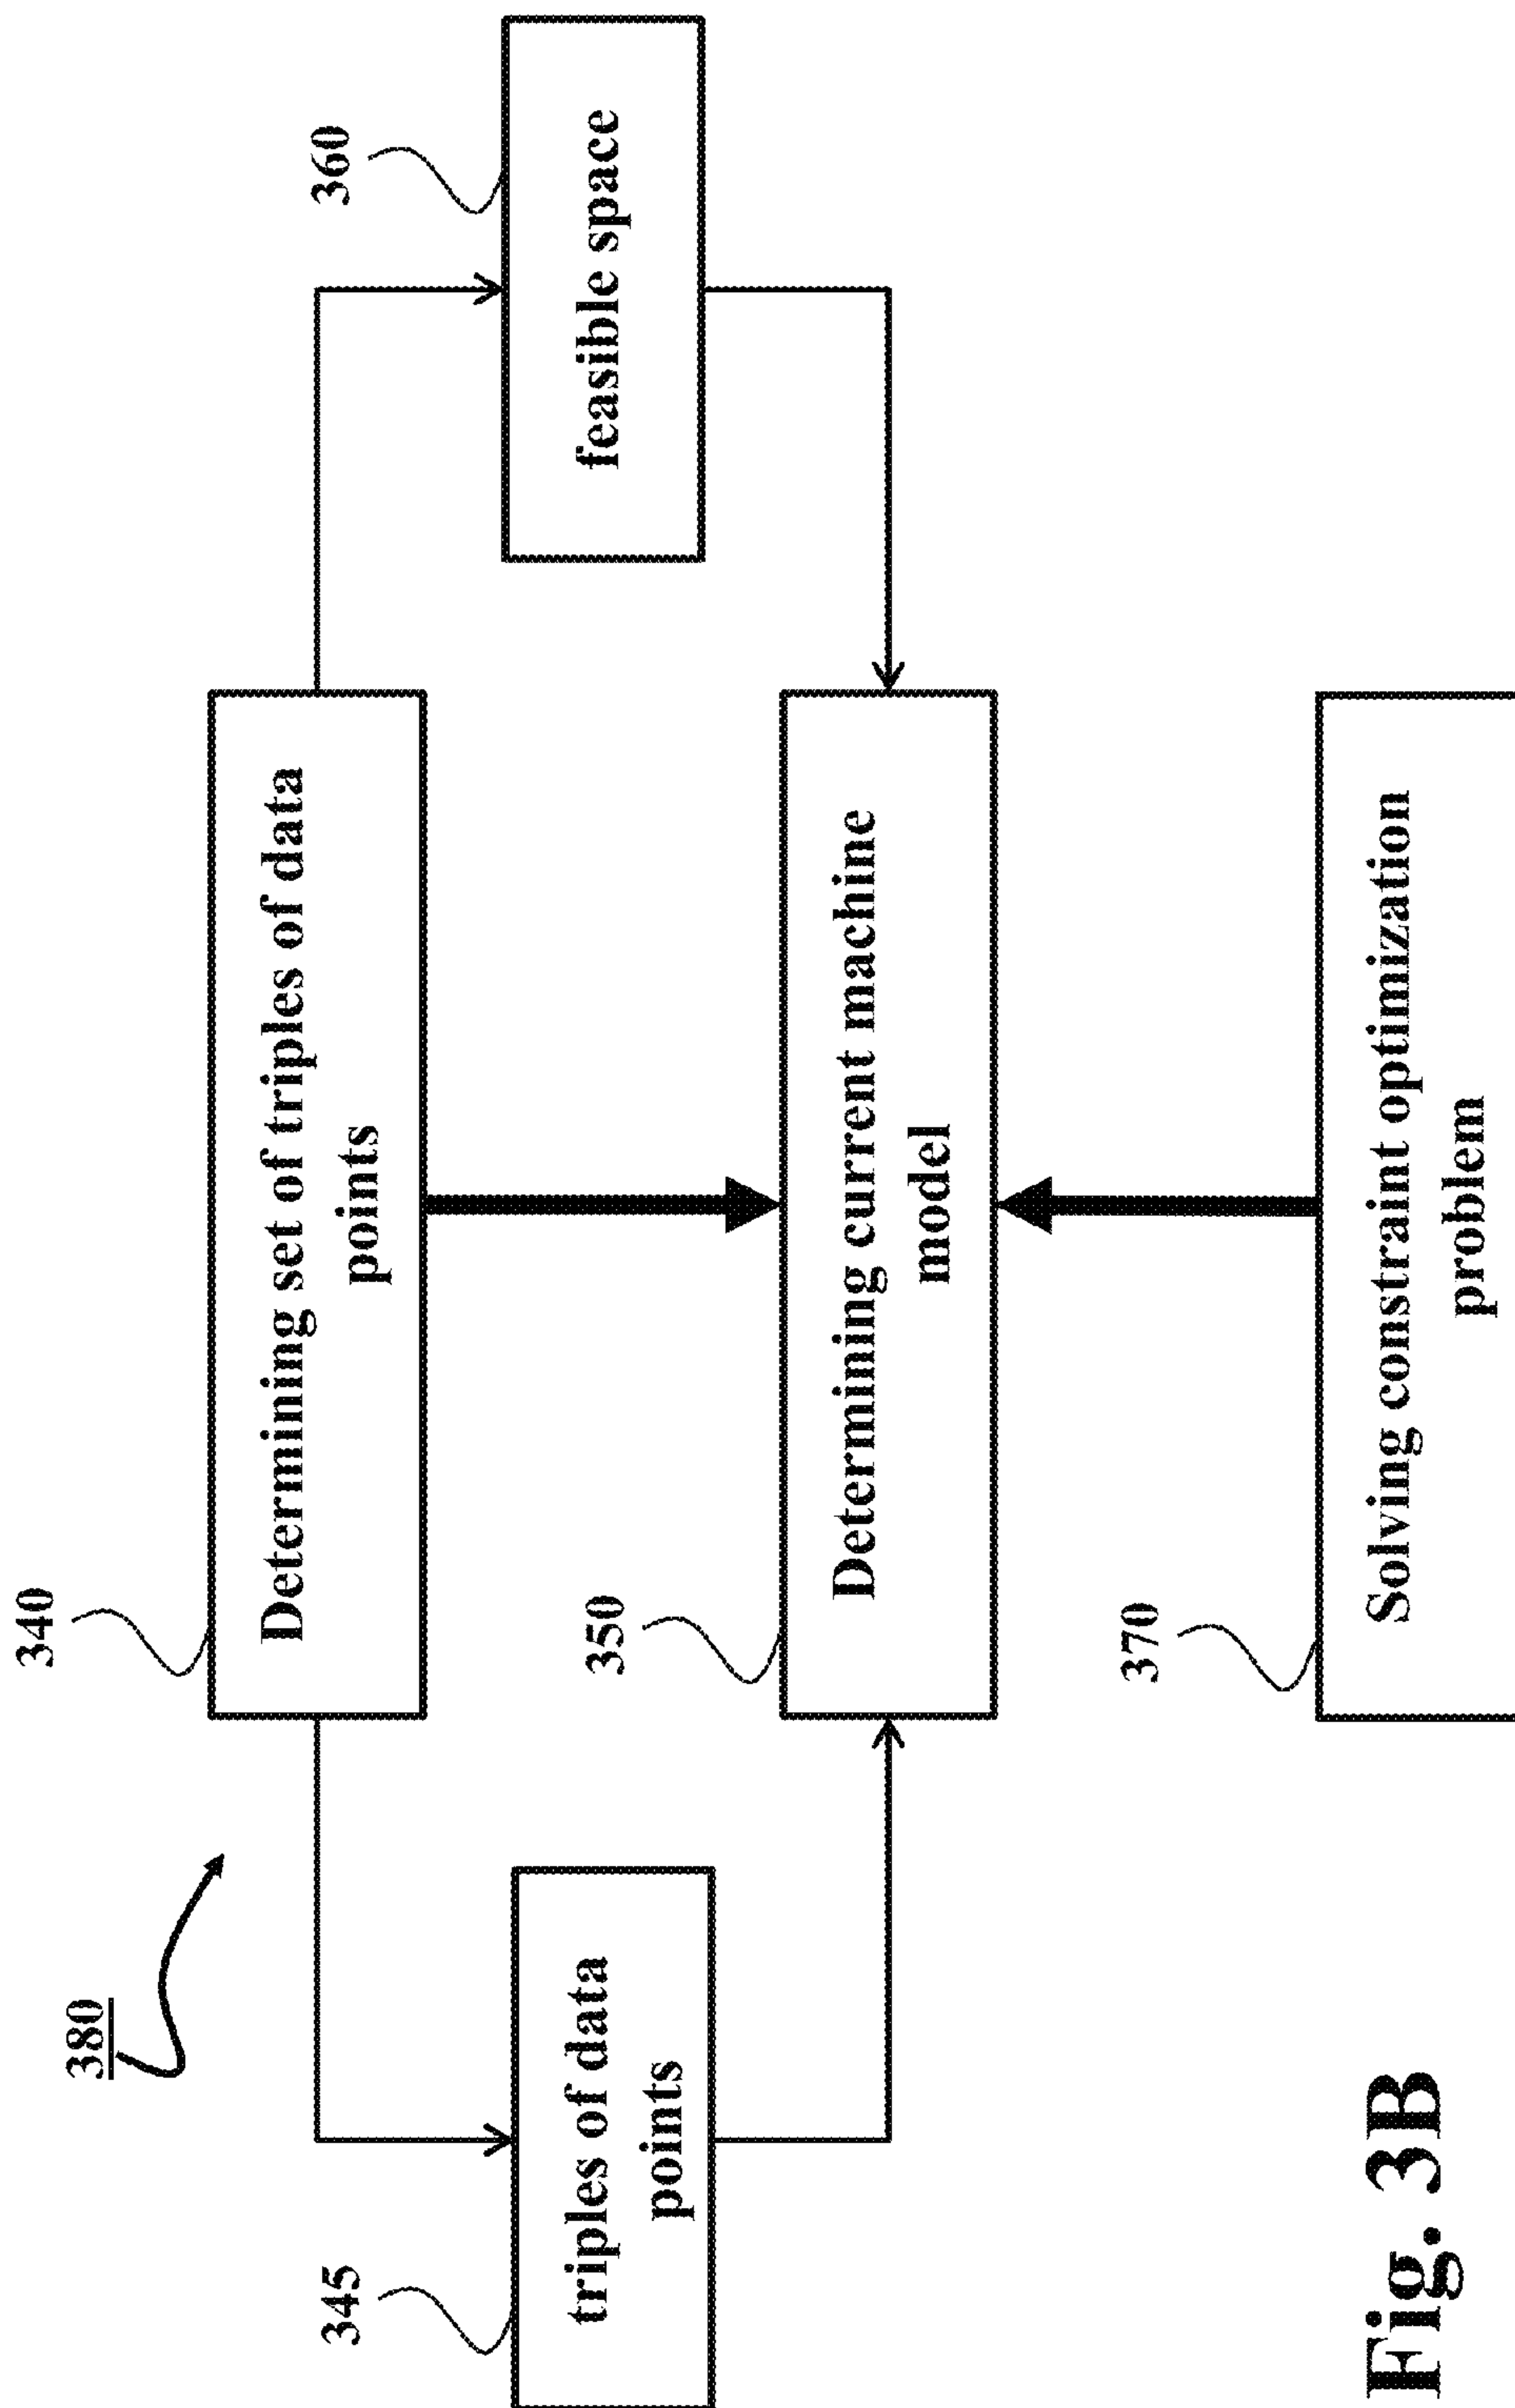 380
340
Determining set of triples of data
points
345
triples of data
points
360
feasible space
350
Determining current machine
model
370
Solving constraint optimization
problem
Fig. 3B